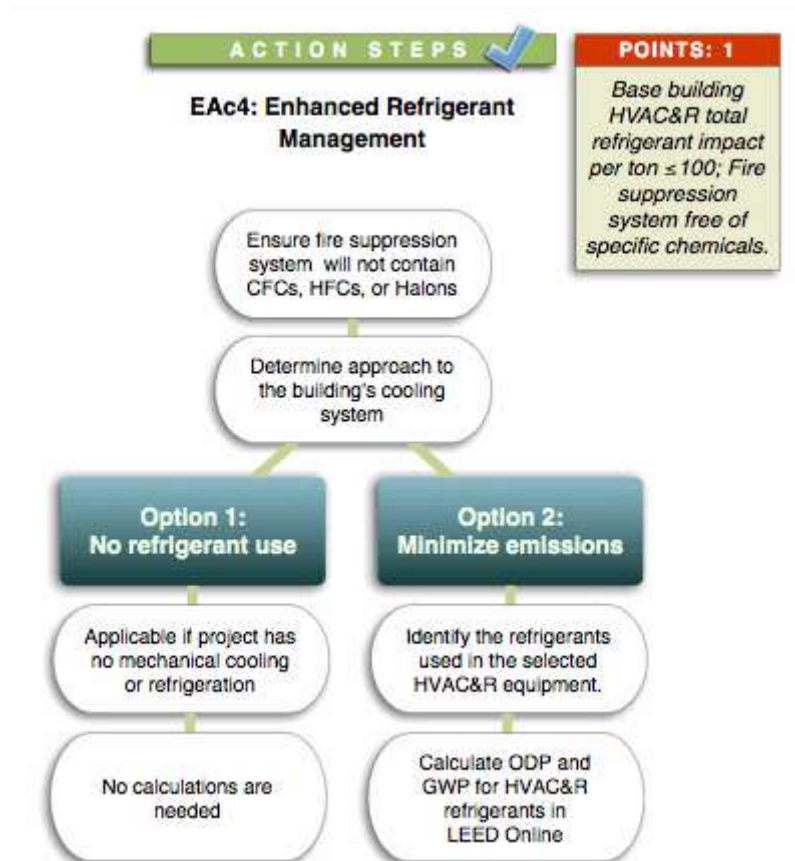 ACTION STEPS
POINTS: 1
Base building
HVAC&R total
refrigerant impact
per ton ≤ 100; Fire
suppression
system free of
specific chemicals.
EAc4: Enhanced Refrigerant
Management
Ensure fire suppression
system will not contain
CFCs, HFCs, or Halons
Determine approach to
the building's cooling
system
Option 1:
No refrigerant use
Applicable if project has
no mechanical cooling
or refrigeration
No calculations are
needed
Option 2:
Minimize emissions
Identify the refrigerants
used in the selected
HVAC&R equipment.
Calculate ODP and
GWP for HVAC&R
refrigerants in
LEED Online